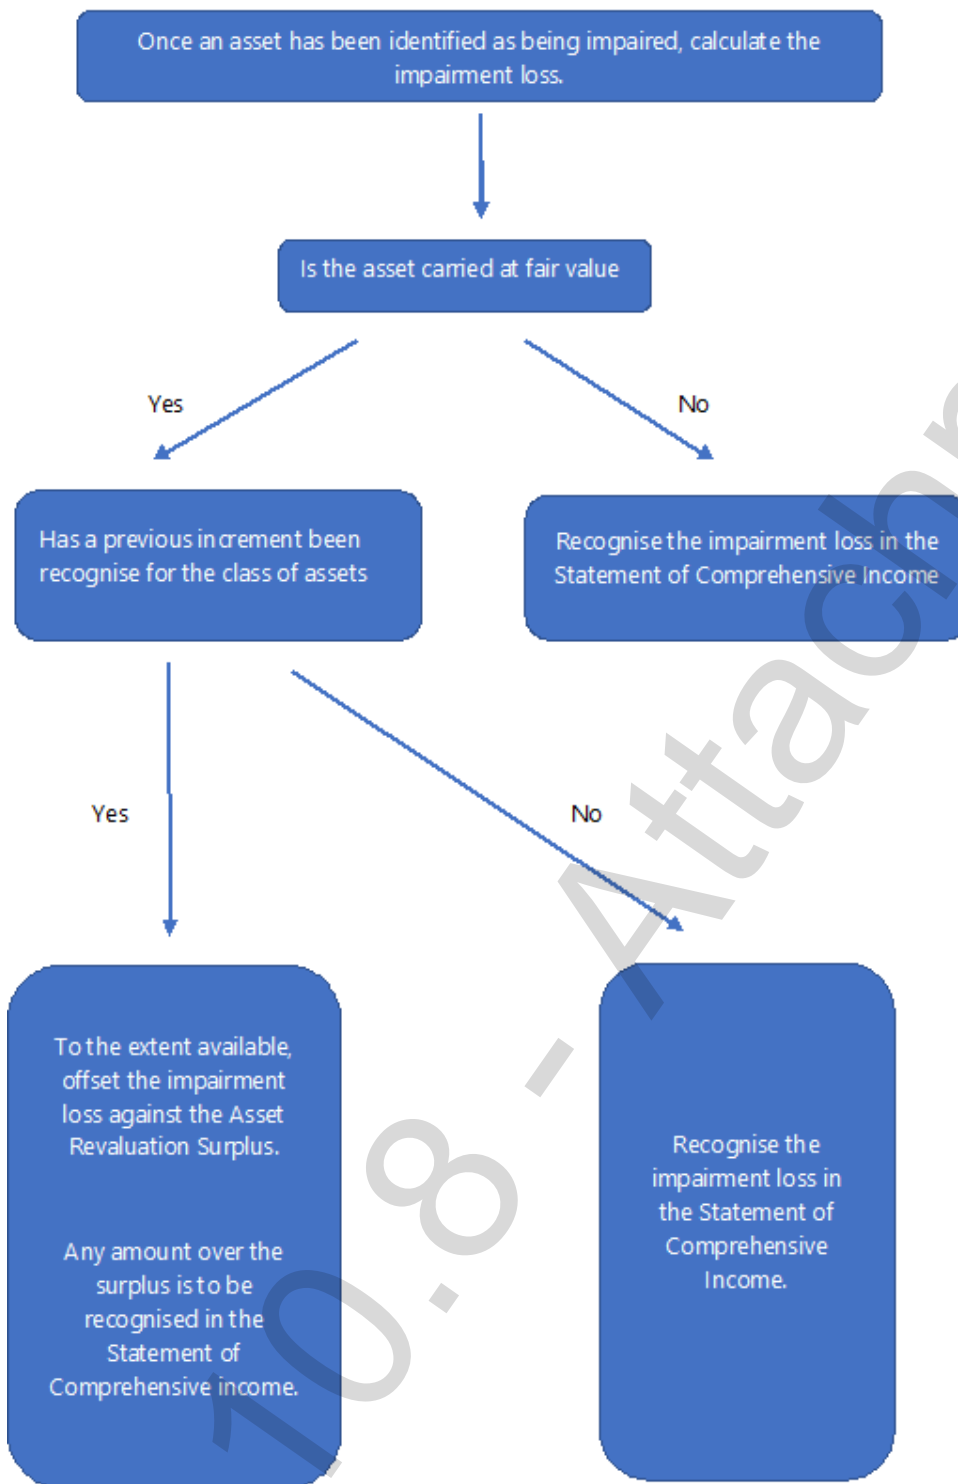 Once an asset has been identified as being impaired, calculate the
impairment loss.
Is the asset carried at fair value
Yes
No
Has a previous increment been
recognise for the class of assets
Recognise the impairment loss in the
Statement of Comprehensive Income
Yes
No
To the extent available,
offset the impairment
loss against the Asset
Revaluation Surplus.
Any amount over the
surplus is to be
recognised in the
Statement of
Comprehensive income.
Recognise the
impairment loss in
the Statement of
Comprehensive
Income.
10.8 - Attach